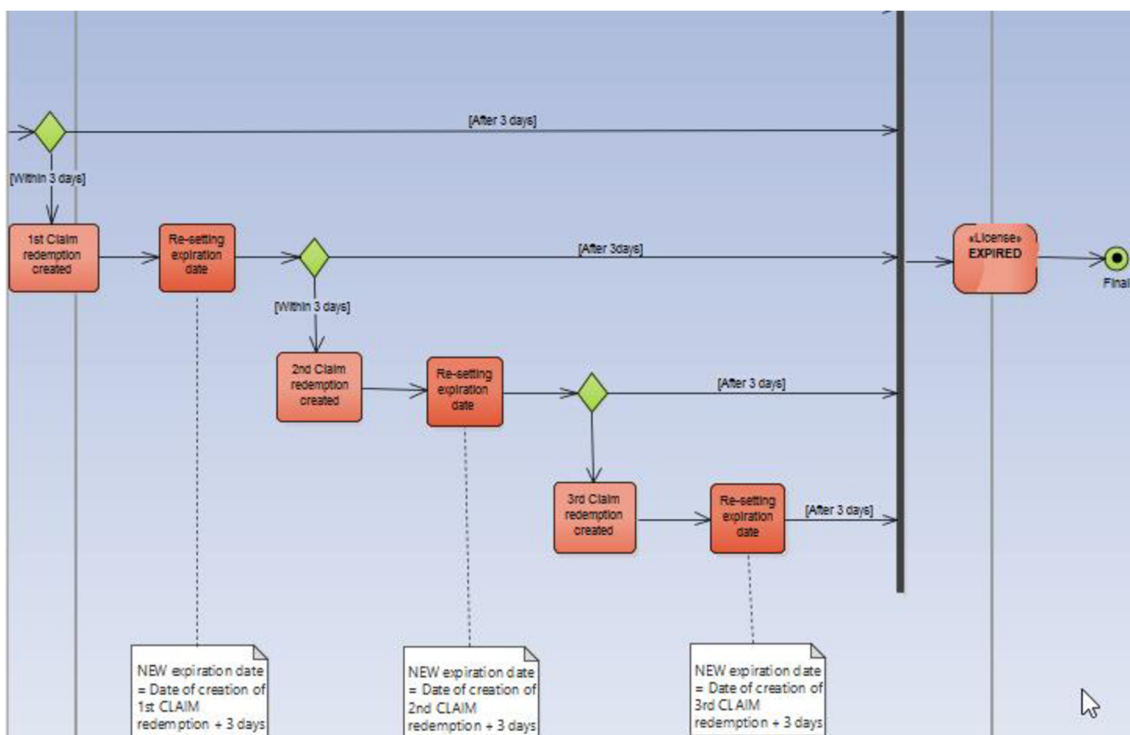 [After 3 days]
[Within 3 days]
1st Claim
redemption
created
Re-setting
expiration
date
[After 3days]
«License»
EXPIRED
Final
[Within 3 days]
2nd Claim
redemption
created
Re-setting
expiration
date
[After 3 days]
3rd Claim
redemption
created
Re-setting
expiration
date
[After 3 days]
NEW expiration date
= Date of creation of
1st CLAIM
redemption + 3 days
NEW expiration date
= Date of creation of
2nd CLAIM
redemption + 3 days
NEW expiration date
= Date of creation of
3rd CLAIM
redemption + 3 days